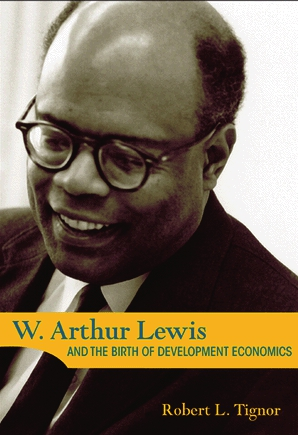 W. Arthur Lewis
AND THE BIRTH OF DEVELOPMENT ECONOMICS
Robert L. Tignor